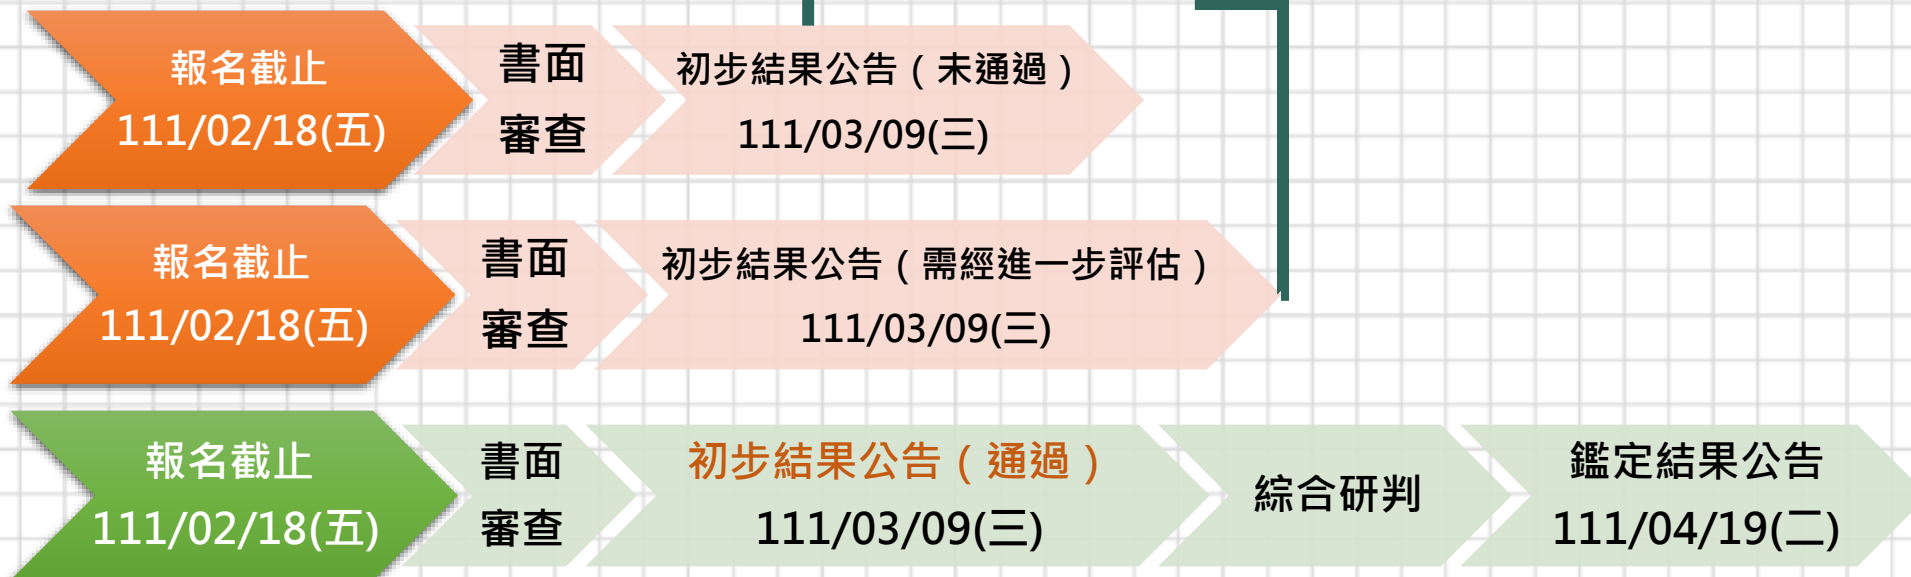 報名截止
111/02/18(五)
書面
審查
初步結果公告（未通過）
111/03/09(三)
報名截止
111/02/18(五)
書面
審查
初步結果公告（需經進一步評估）
111/03/09(三)
報名截止
111/02/18(五)
書面
審查
初步結果公告（通過）
111/03/09(三)
綜合研判
鑑定結果公告
111/04/19(二)